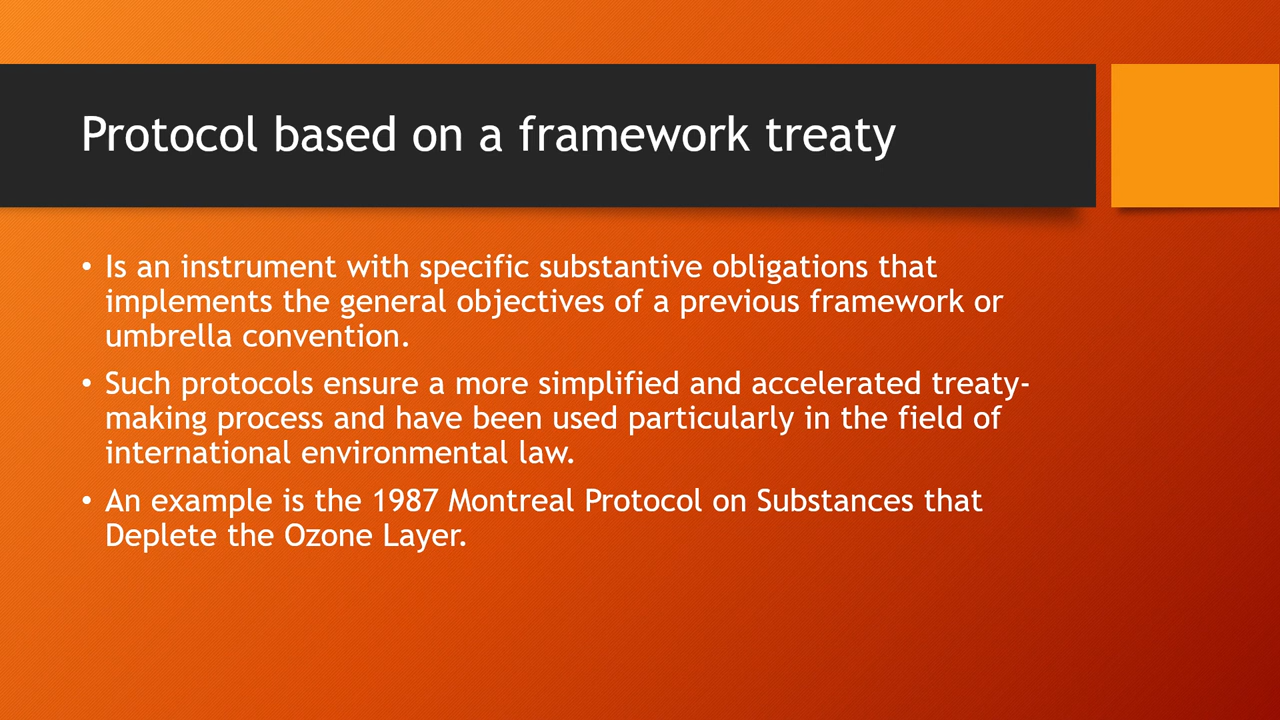 Protocol based on a framework treaty
• Is an instrument with specific substantive obligations that
implements the general objectives of a previous framework or
umbrella convention.
• Such protocols ensure a more simplified and accelerated treaty-
making process and have been used particularly in the field of
international environmental law.
• An example is the 1987 Montreal Protocol on Substances that
Deplete the Ozone Layer.